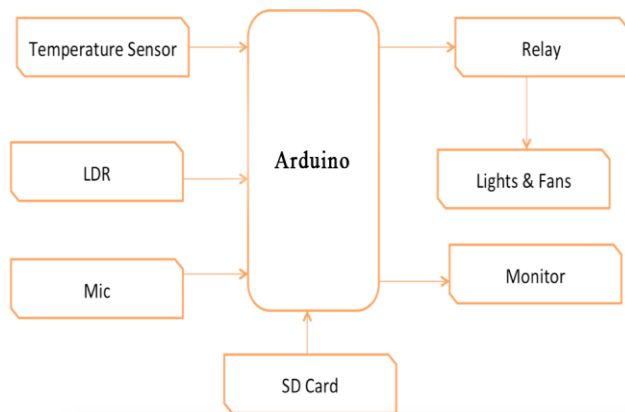 Temperature Sensor
Relay
LDR
Arduino
Lights & Fans
Mic
Monitor
SD Card